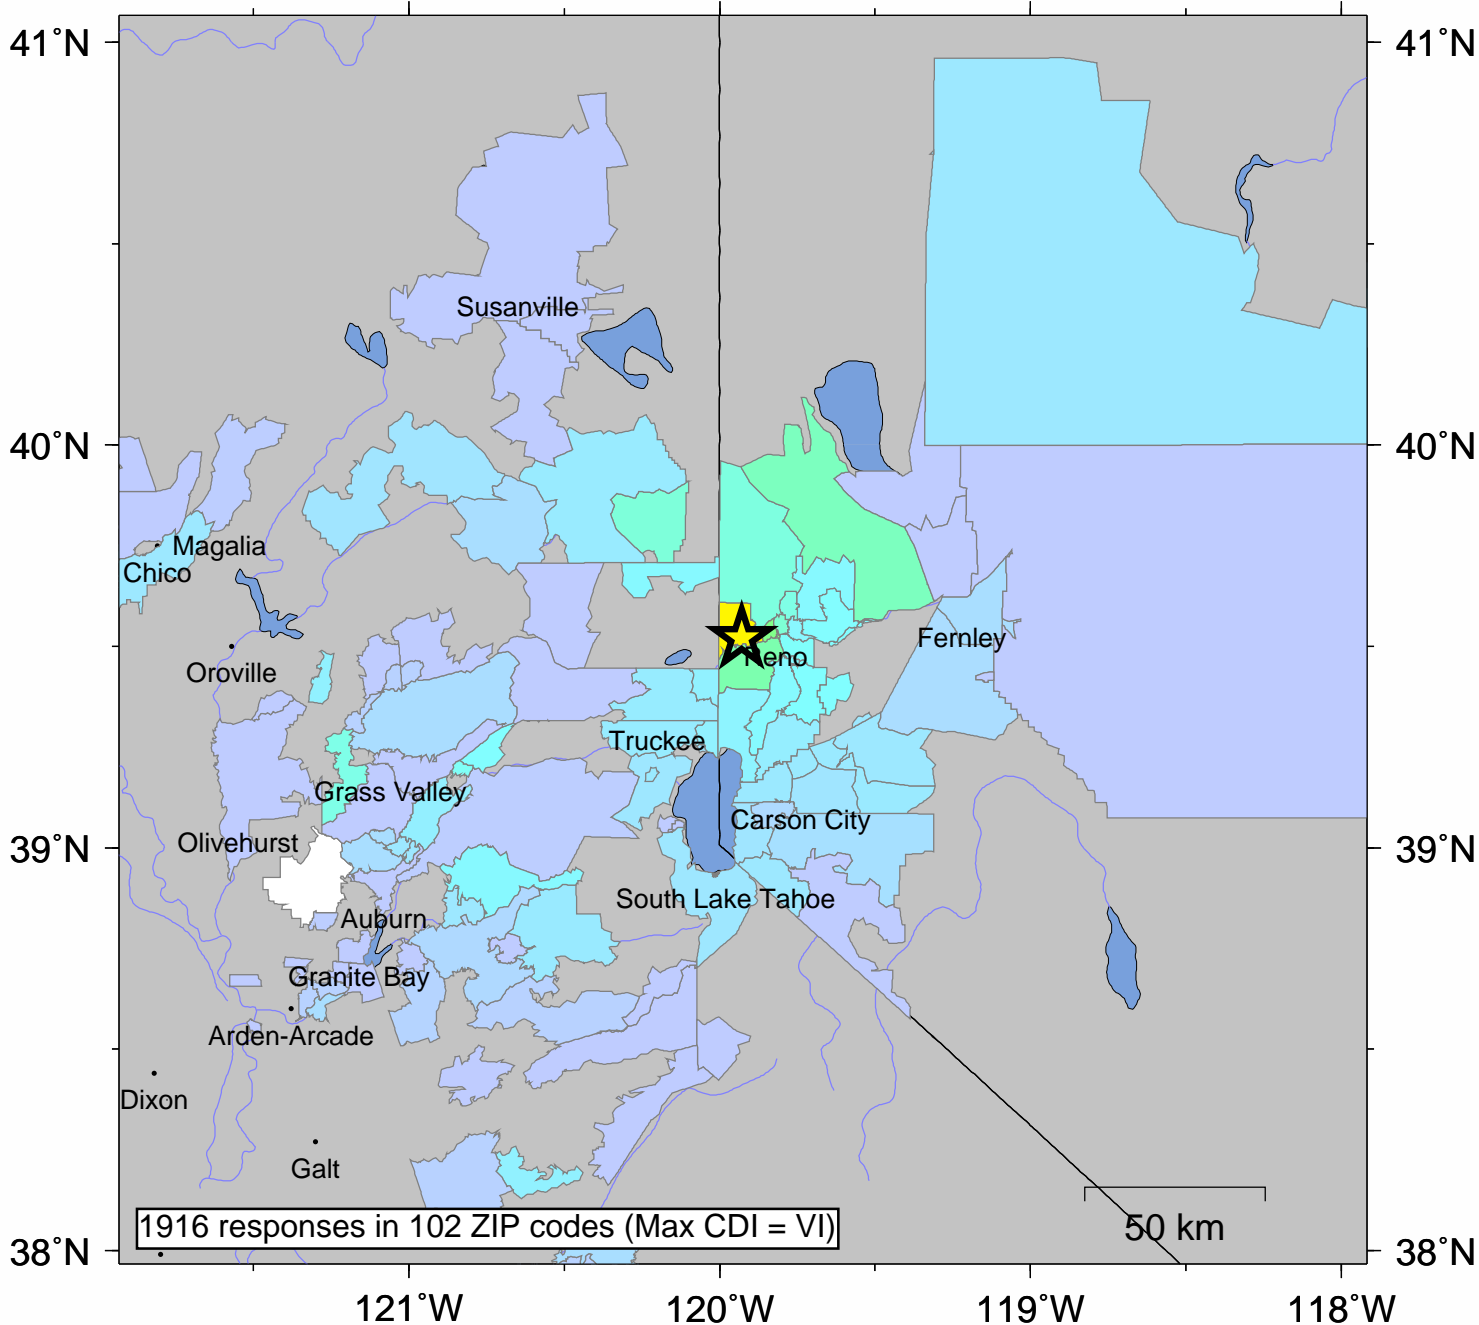 41°N
41°N
Susanville
40°N
40°N
Magalia
Chico
Fernley
Reno
Oroville
Truckee
Grass Valley
Carson City
Olivehurst
39°N
39°N
South Lake Tahoe
Auburn
Granite Bay
Arden-Arcade
Dixon
Galt
1916 responses in 102 ZIP codes (Max CDI = VI)
50 km
38°N
38°N
121°W
120°W
119°W
118°W